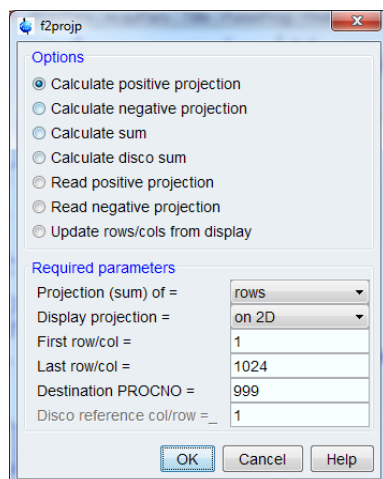 f2projp
Options
Calculate positive projection
Calculate negative projection
Calculate sum
Calculate disco sum
Read positive projection
Read negative projection
Update rows/cols from display
Required parameters
Projection (sum) of = rows
Display projection = on 2D
First row/col = 1
Last row/col = 1024
Destination PROCNO = 999
Disco reference col/row =_ 1
OK Cancel Help